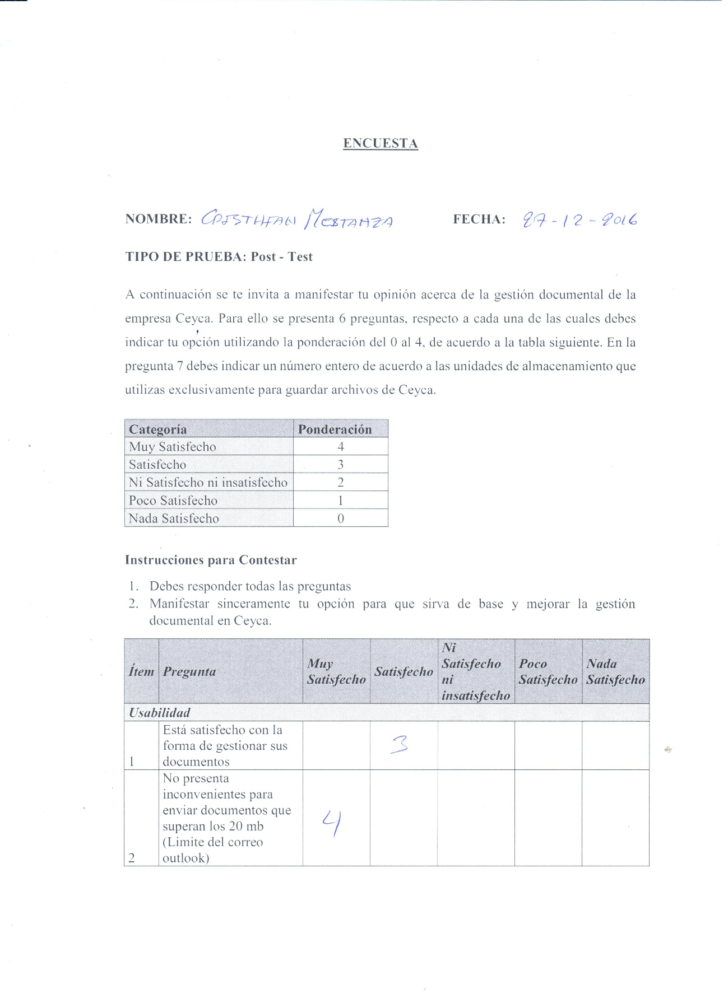 ENCUESTA
NOMBRE: CRISTHIAN MESTANZA FECHA: 27-12-2016
TIPO DE PRUEBA: Post - Test
A continuación se te invita a manifestar tu opinión acerca de la gestión documental de la
empresa Ceyca. Para ello se presenta 6 preguntas, respecto a cada una de las cuales debes
indicar tu opción utilizando la ponderación del 0 al 4, de acuerdo a la tabla siguiente. En la
pregunta 7 debes indicar un número entero de acuerdo a las unidades de almacenamiento que
utilizas exclusivamente para guardar archivos de Ceyca.
Categoría Ponderación
Muy Satisfecho 4
Satisfecho 3
Ni Satisfecho ni insatisfecho 2
Poco Satisfecho 1
Nada Satisfecho 0
Instrucciones para Contestar
1. Debes responder todas las preguntas
2. Manifestar sinceramente tu opción para que sirva de base y mejorar la gestión
documental en Ceyca.
Ítem Pregunta
Muy
Satisfecho
Satisfecho
Ni
Satisfecho
ni
insatisfecho
Poco
Satisfecho
Nada
Satisfecho
Usabilidad
1
Está satisfecho con la
forma de gestionar sus
documentos
3
2
No presenta
inconvenientes para
enviar documentos que
superan los 20 mb
(Limite del correo
outlook)
4